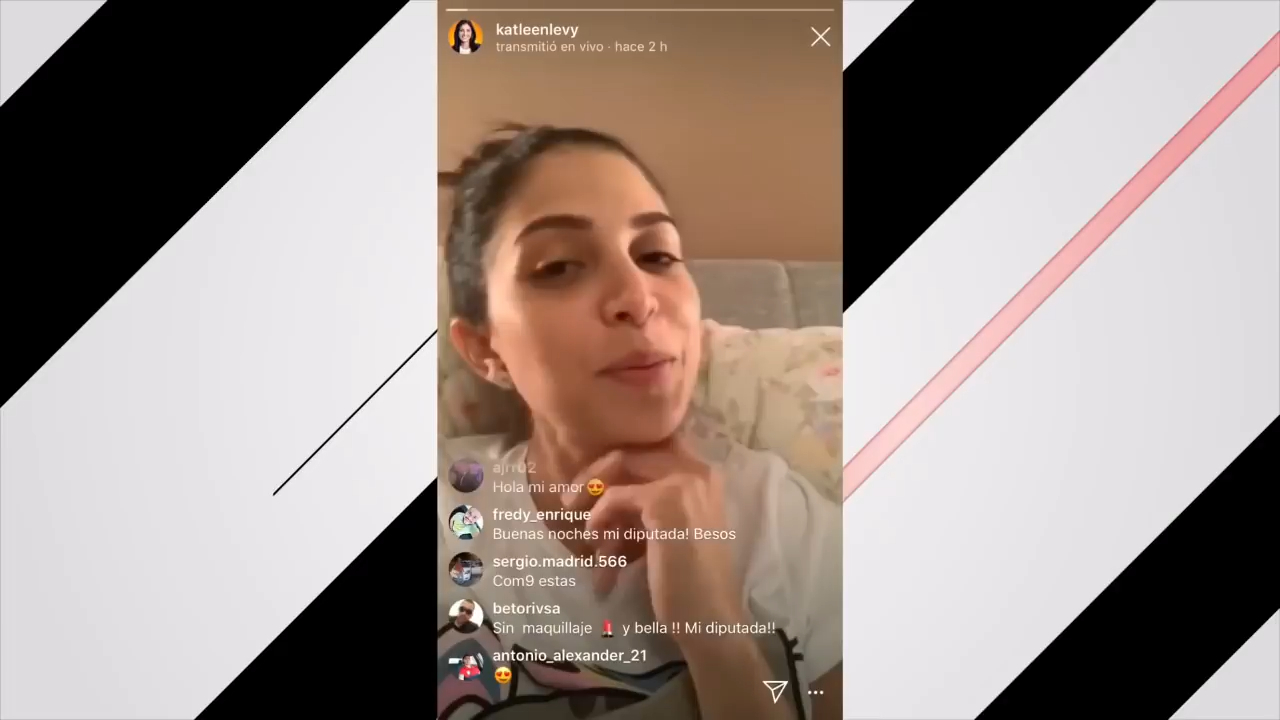 katleenlevy
transmitió en vivo · hace 2 h
ajrru2
Hola mi amor😍
fredy_enrique
Buenas noches mi diputada! Besos
sergio.madrid.566
Com9 estas
betorivsa
Sin maquillaje 💄 y bella !! Mi diputada!!
antonio_alexander_21
😍